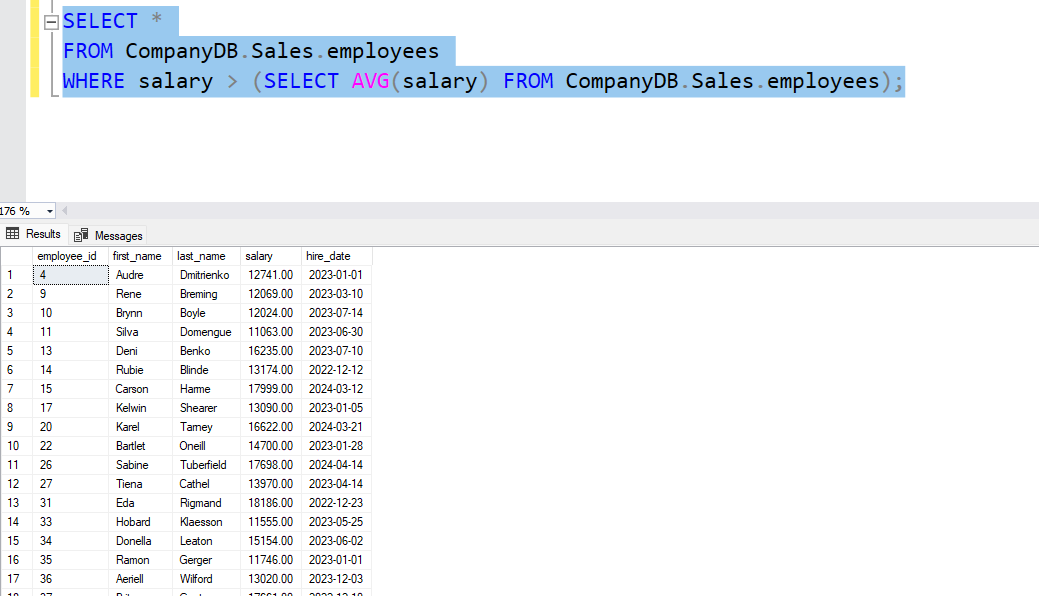 SELECT *
FROM CompanyDB.Sales.employees
WHERE salary > (SELECT AVG(salary) FROM CompanyDB.Sales.employees);
176 %
Results Messages
employee_id first_name last_name salary hire_date
1 4 Audre Dmitrienko 12741.00 2023-01-01
2 9 Rene Breming 12069.00 2023-03-10
3 10 Brynn Boyle 12024.00 2023-07-14
4 11 Silva Domengue 11063.00 2023-06-30
5 13 Deni Benko 16235.00 2023-07-10
6 14 Rubie Blinde 13174.00 2022-12-12
7 15 Carson Harme 17999.00 2024-03-12
8 17 Kelwin Shearer 13090.00 2023-01-05
9 20 Karel Tamey 16622.00 2024-03-21
10 22 Bartlet Oneill 14700.00 2023-01-28
11 26 Sabine Tuberfield 17698.00 2024-04-14
12 27 Tiena Cathel 13970.00 2023-04-14
13 31 Eda Rigmand 18186.00 2022-12-23
14 33 Hobard Klaesson 11555.00 2023-05-25
15 34 Donella Leaton 15154.00 2023-06-02
16 35 Ramon Gerger 11746.00 2023-01-01
17 36 Aeriell Wilford 13020.00 2023-12-03